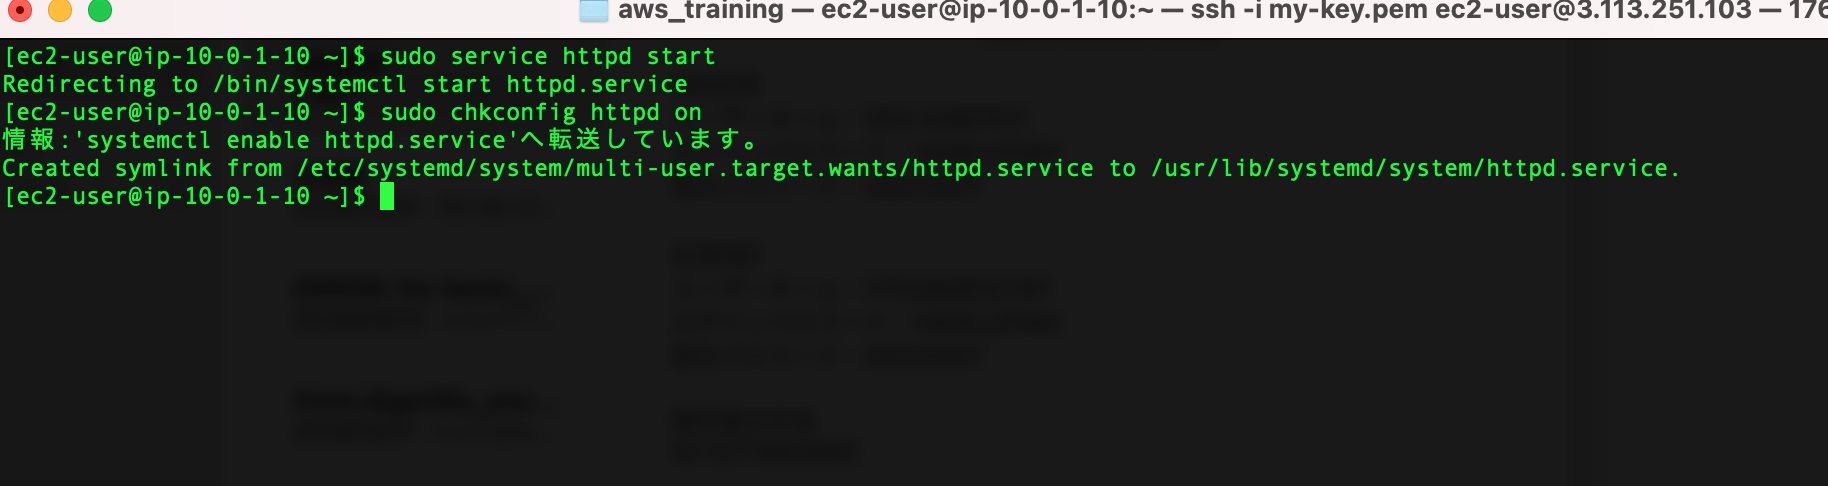 aws_training — ec2-user@ip-10-0-1-10:~ — ssh -i my-key.pem ec2-user@3.113.251.103 — 176
[ec2-user@ip-10-0-1-10 ~]$ sudo service httpd start
Redirecting to /bin/systemctl start httpd.service
[ec2-user@ip-10-0-1-10 ~]$ sudo chkconfig httpd on
情報:'systemctl enable httpd.service'へ転送しています。
Created symlink from /etc/systemd/system/multi-user.target.wants/httpd.service to /usr/lib/systemd/system/httpd.service.
[ec2-user@ip-10-0-1-10 ~]$